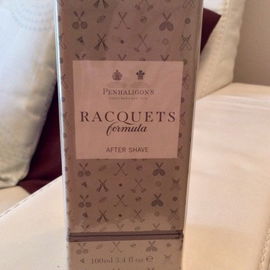 PENHALIGON'S
RACQUETS
formula
AFTER SHAVE
100ml 3.4 fl oz ℮